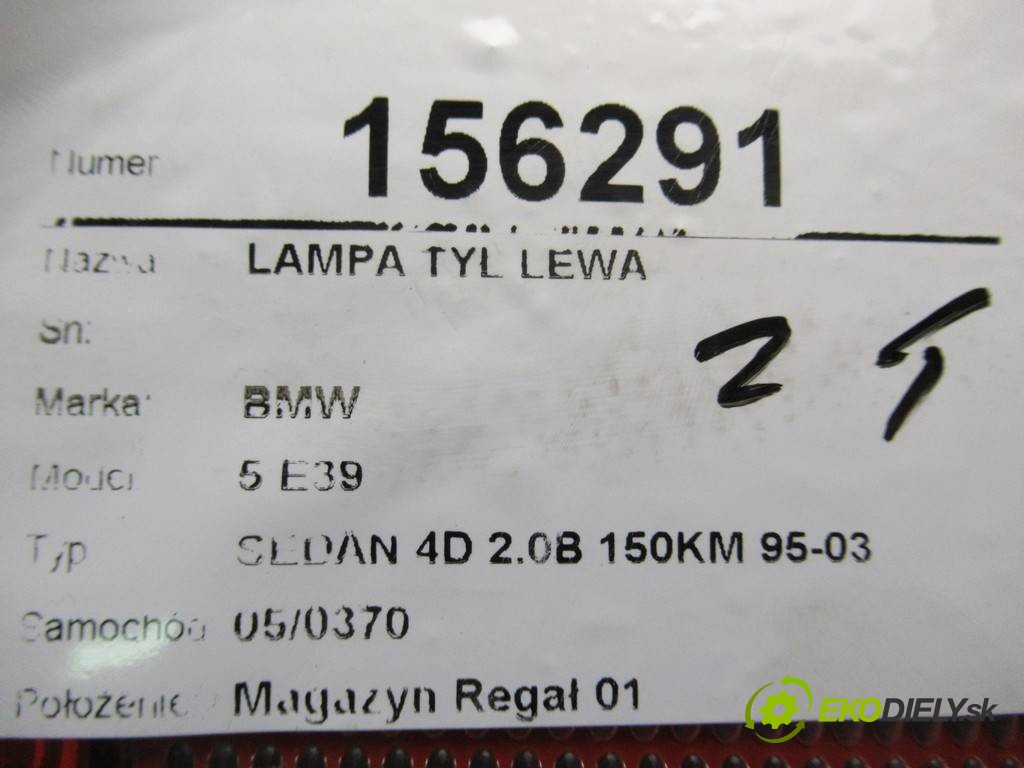 Numer 156291
Nazwa LAMPA TYL LEWA
Sn:
Marka: BMW
Model 5 E39
Typ SEDAN 4D 2.0B 150KM 95-03
Samochód 05/0370
Położenie Magazyn Regał 01
EKODIELY.sk